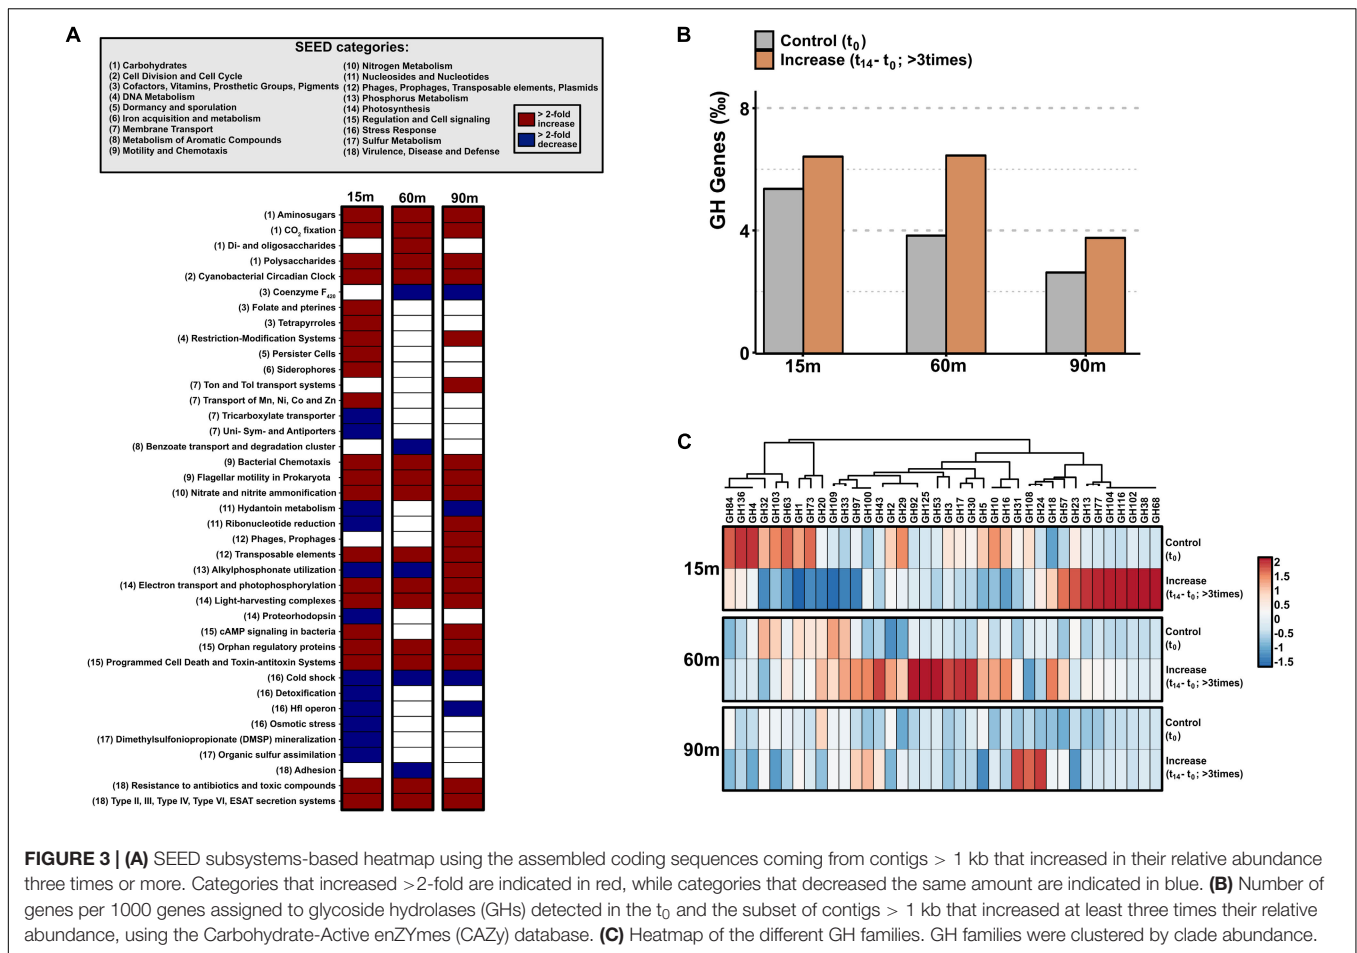 A
SEED categories:
(1) Carbohydrates
(2) Cell Division and Cell Cycle
(3) Cofactors, Vitamins, Prosthetic Groups, Pigments
(4) DNA Metabolism
(5) Dormancy and sporulation
(6) Iron acquisition and metabolism
(7) Membrane Transport
(8) Metabolism of Aromatic Compounds
(9) Motility and Chemotaxis
(10) Nitrogen Metabolism
(11) Nucleosides and Nucleotides
(12) Phages, Prophages, Transposable elements, Plasmids
(13) Phosphorus Metabolism
(14) Photosynthesis
(15) Regulation and Cell signaling
(16) Stress Response
(17) Sulfur Metabolism
(18) Virulence, Disease and Defense
> 2-fold
increase
> 2-fold
decrease
15m 60m 90m
(1) Aminosugars
(1) CO2 fixation
(1) Di- and oligosaccharides
(1) Polysaccharides
(2) Cyanobacterial Circadian Clock
(3) Coenzyme F420
(3) Folate and pterines
(3) Tetrapyrroles
(4) Restriction-Modification Systems
(5) Persister Cells
(6) Siderophores
(7) Ton and Tol transport systems
(7) Transport of Mn, Ni, Co and Zn
(7) Tricarboxylate transporter
(7) Uni- Sym- and Antiporters
(8) Benzoate transport and degradation cluster
(9) Bacterial Chemotaxis
(9) Flagellar motility in Prokaryota
(10) Nitrate and nitrite ammonification
(11) Hydantoin metabolism
(11) Ribonucleotide reduction
(12) Phages, Prophages
(12) Transposable elements
(13) Alkylphosphonate utilization
(14) Electron transport and photophosphorylation
(14) Light-harvesting complexes
(14) Proteorhodopsin
(15) cAMP signaling in bacteria
(15) Orphan regulatory proteins
(15) Programmed Cell Death and Toxin-antitoxin Systems
(16) Cold shock
(16) Detoxification
(16) Hfl operon
(16) Osmotic stress
(17) Dimethylsulfoniopropionate (DMSP) mineralization
(17) Organic sulfur assimilation
(18) Adhesion
(18) Resistance to antibiotics and toxic compounds
(18) Type II, III, Type IV, Type VI, ESAT secretion systems
B
Control (t0)
Increase (t14- t0; >3times)
GH Genes (‰)
8
4
0
15m 60m 90m
C
GH84 GH136 GH4 GH32 GH103 GH63 GH1 GH73 GH20 GH109 GH33 GH97 GH100 GH43 GH2 GH29 GH92 GH125 GH53 GH3 GH17 GH30 GH5 GH10 GH16 GH31 GH108 GH24 GH18 GH57 GH23 GH13 GH77 GH104 GH116 GH102 GH38 GH68
15m
Control
(t0)
Increase
(t14- t0; >3times)
60m
Control
(t0)
Increase
(t14- t0; >3times)
90m
Control
(t0)
Increase
(t14- t0; >3times)
2
1.5
1
0.5
0
-0.5
-1
-1.5
FIGURE 3 | (A) SEED subsystems-based heatmap using the assembled coding sequences coming from contigs > 1 kb that increased in their relative abundance
three times or more. Categories that increased >2-fold are indicated in red, while categories that decreased the same amount are indicated in blue. (B) Number of
genes per 1000 genes assigned to glycoside hydrolases (GHs) detected in the t0 and the subset of contigs > 1 kb that increased at least three times their relative
abundance, using the Carbohydrate-Active enZYmes (CAZy) database. (C) Heatmap of the different GH families. GH families were clustered by clade abundance.